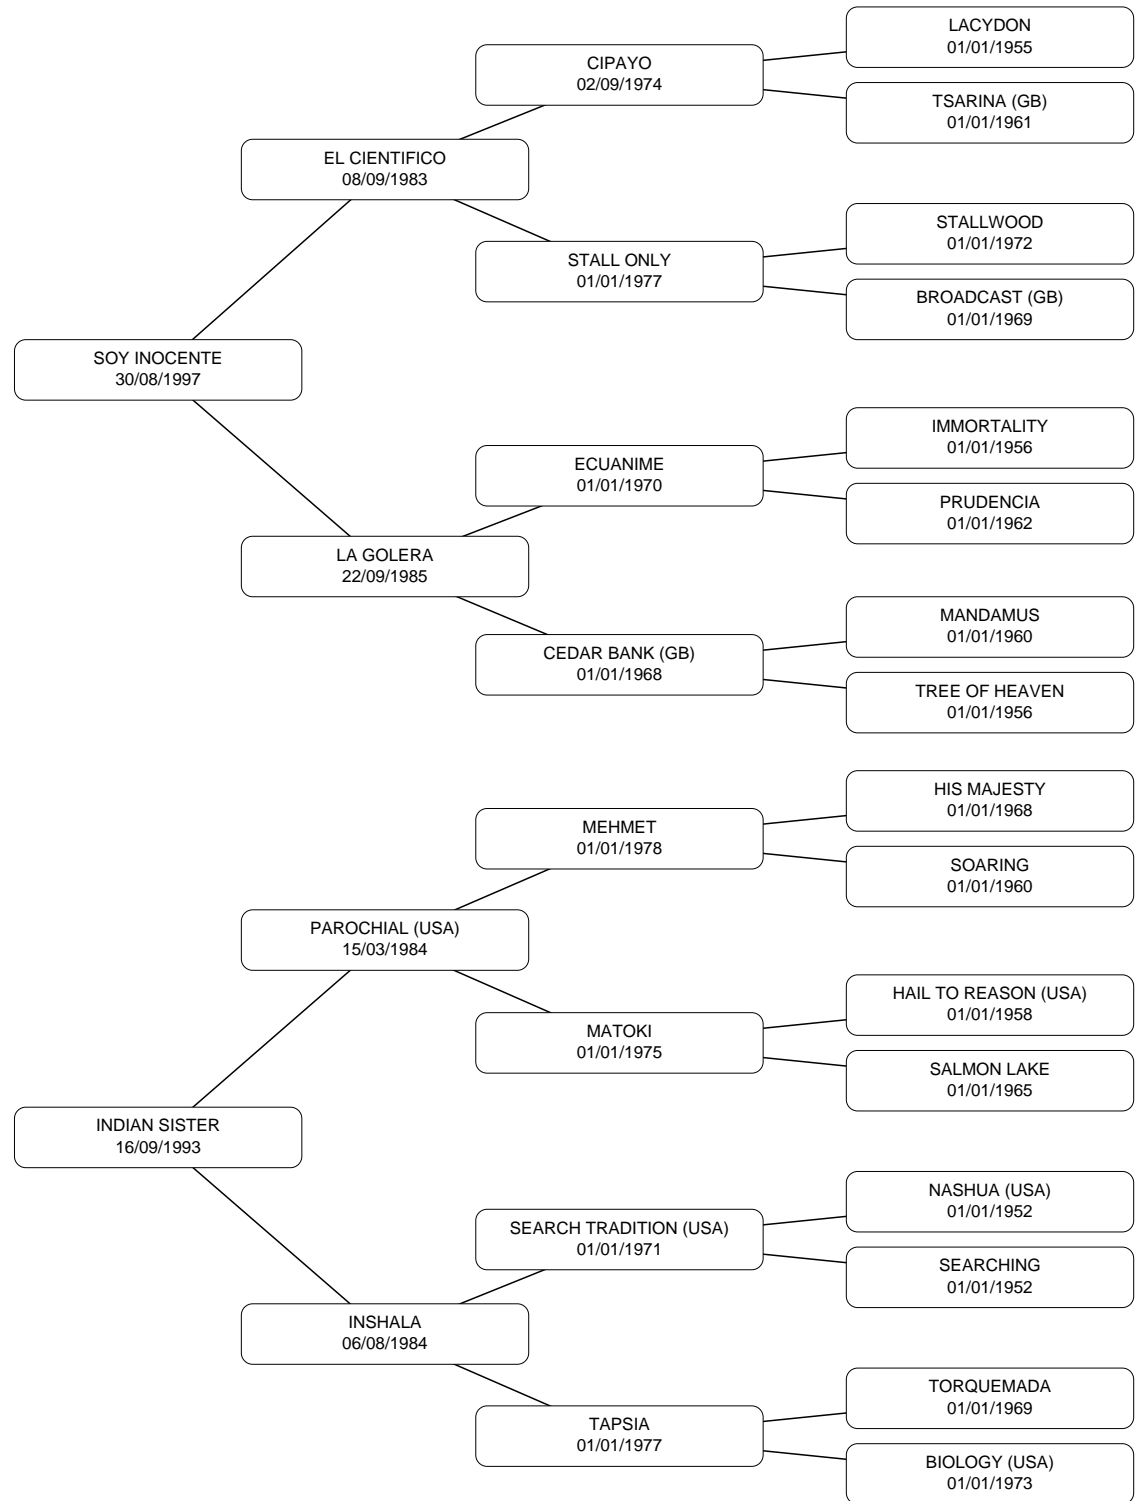 LACYDON
01/01/1955
CIPAYO
02/09/1974
TSARINA (GB)
01/01/1961
EL CIENTIFICO
08/09/1983
STALLWOOD
01/01/1972
STALL ONLY
01/01/1977
BROADCAST (GB)
01/01/1969
SOY INOCENTE
30/08/1997
IMMORTALITY
01/01/1956
ECUANIME
01/01/1970
PRUDENCIA
01/01/1962
LA GOLERA
22/09/1985
MANDAMUS
01/01/1960
CEDAR BANK (GB)
01/01/1968
TREE OF HEAVEN
01/01/1956
HIS MAJESTY
01/01/1968
MEHMET
01/01/1978
SOARING
01/01/1960
PAROCHIAL (USA)
15/03/1984
HAIL TO REASON (USA)
01/01/1958
MATOKI
01/01/1975
SALMON LAKE
01/01/1965
INDIAN SISTER
16/09/1993
NASHUA (USA)
01/01/1952
SEARCH TRADITION (USA)
01/01/1971
SEARCHING
01/01/1952
INSHALA
06/08/1984
TORQUEMADA
01/01/1969
TAPSIA
01/01/1977
BIOLOGY (USA)
01/01/1973